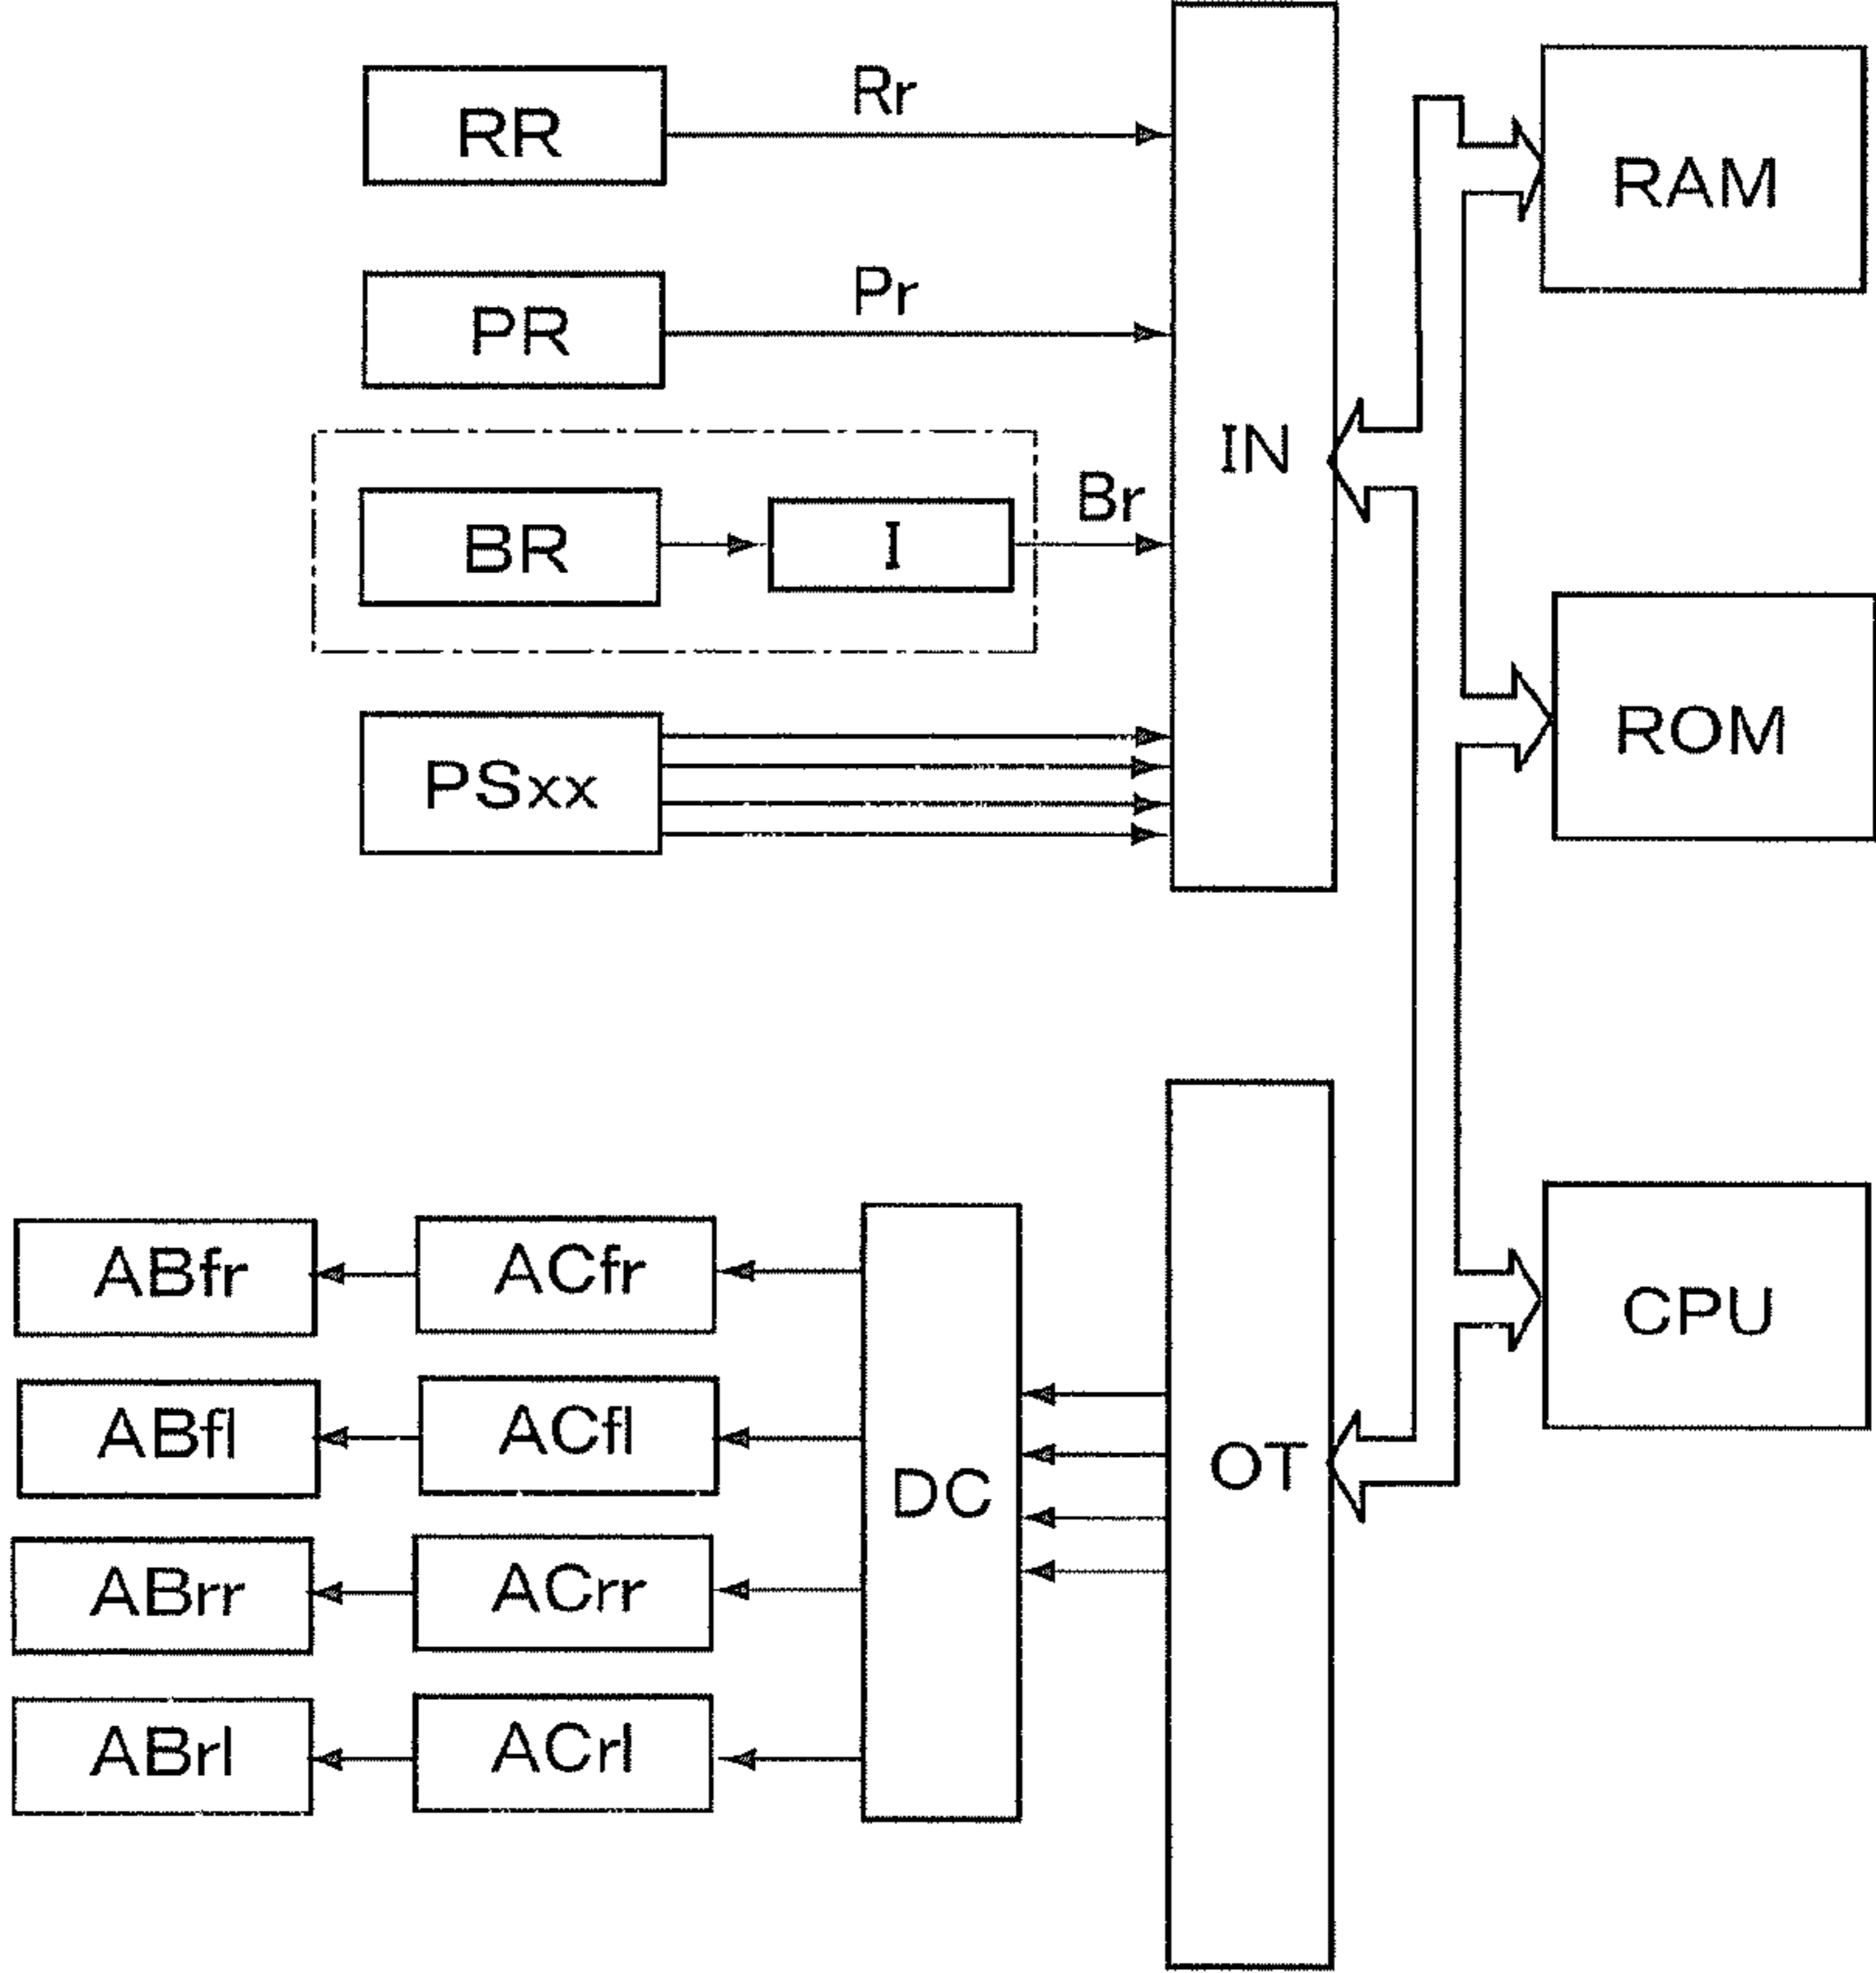 Rr
RR
RAM
Pr
PR
IN
Br
BR
I
ROM
PSxx
ABfr
ACfr
CPU
ABfl
ACfl
DC
OT
ABrr
ACrr
ABrl
ACrl